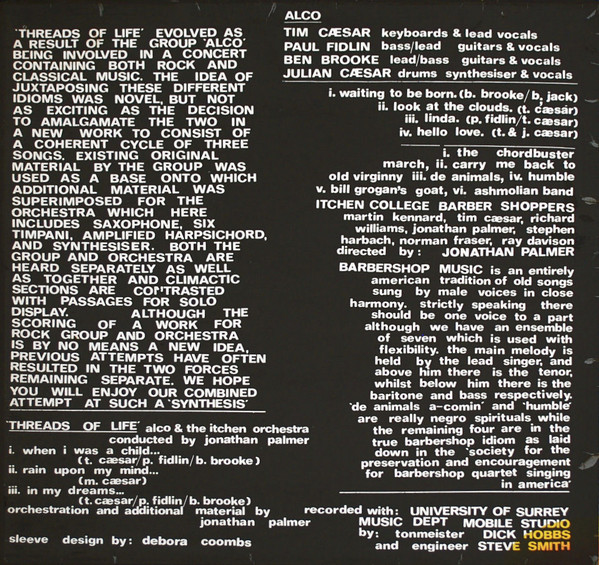 'THREADS OF LIFE' EVOLVED AS
A RESULT OF THE GROUP 'ALCO'
BEING INVOLVED IN A CONCERT
CONTAINING BOTH ROCK AND
CLASSICAL MUSIC. THE IDEA OF
JUXTAPOSING THESE DIFFERENT
IDIOMS WAS NOVEL, BUT NOT
AS EXCITING AS THE DECISION
TO AMALGAMATE THE TWO IN
A NEW WORK TO CONSIST OF
A COHERENT CYCLE OF THREE
SONGS. EXISTING ORIGINAL
MATERIAL BY THE GROUP WAS
USED AS A BASE ONTO WHICH
ADDITIONAL MATERIAL WAS
SUPERIMPOSED FOR THE
ORCHESTRA WHICH HERE
INCLUDES SAXOPHONE, SIX
TIMPANI, AMPLIFIED HARPSICHORD,
AND SYNTHESISER. BOTH THE
GROUP AND ORCHESTRA ARE
HEARD SEPARATELY AS WELL
AS TOGETHER AND CLIMACTIC
SECTIONS ARE CONTRASTED
WITH PASSAGES FOR SOLO
DISPLAY. ALTHOUGH THE
SCORING OF A WORK FOR
ROCK GROUP AND ORCHESTRA
IS BY NO MEANS A NEW IDEA,
PREVIOUS ATTEMPTS HAVE OFTEN
RESULTED IN THE TWO FORCES
REMAINING SEPARATE. WE HOPE
YOU WILL ENJOY OUR COMBINED
ATTEMPT AT SUCH A 'SYNTHESIS'
'THREADS OF LIFE' alco & the itchen orchestra
conducted by jonathan palmer
i. when i was a child...
(t. cæsar/p. fidlin/b. brooke)
ii. rain upon my mind...
(m. cæsar)
iii. in my dreams...
(t. cæsar/p. fidlin/b. brooke)
orchestration and additional material by
jonathan palmer
sleeve design by: debora coombs
ALCO
TIM CÆSAR keyboards & lead vocals
PAUL FIDLIN bass/lead guitars & vocals
BEN BROOKE lead/bass guitars & vocals
JULIAN CÆSAR drums synthesiser & vocals
i. waiting to be born. (b. brooke/b. jack)
ii. look at the clouds. (t. cæsar)
iii. linda. (p. fidlin/t. cæsar)
iv. hello love. (t. & j. cæsar)
i. the chordbuster
march, ii. carry me back to
old virginny iii. de animals, iv. humble
v. bill grogan's goat, vi. ashmolian band
ITCHEN COLLEGE BARBER SHOPPERS
martin kennard, tim cæsar, richard
williams, jonathan palmer, stephen
harbach, norman fraser, ray davison
directed by: JONATHAN PALMER
BARBERSHOP MUSIC is an entirely
american tradition of old songs
sung by male voices in close
harmony. strictly speaking there
should be one voice to a part
although we have an ensemble
of seven which is used with
flexibility. the main melody is
held by the lead singer, and
above him there is the tenor,
whilst below him there is the
baritone and bass respectively.
'de animals a-comin' and 'humble'
are really negro spirituals while
the remaining four are in the
true barbershop idiom as laid
down in the 'society for the
preservation and encouragement
for barbershop quartet singing
in america'
recorded with: UNIVERSITY OF SURREY
MUSIC DEPT MOBILE STUDIO
by: tonmeister DICK HOBBS
and engineer STEVE SMITH